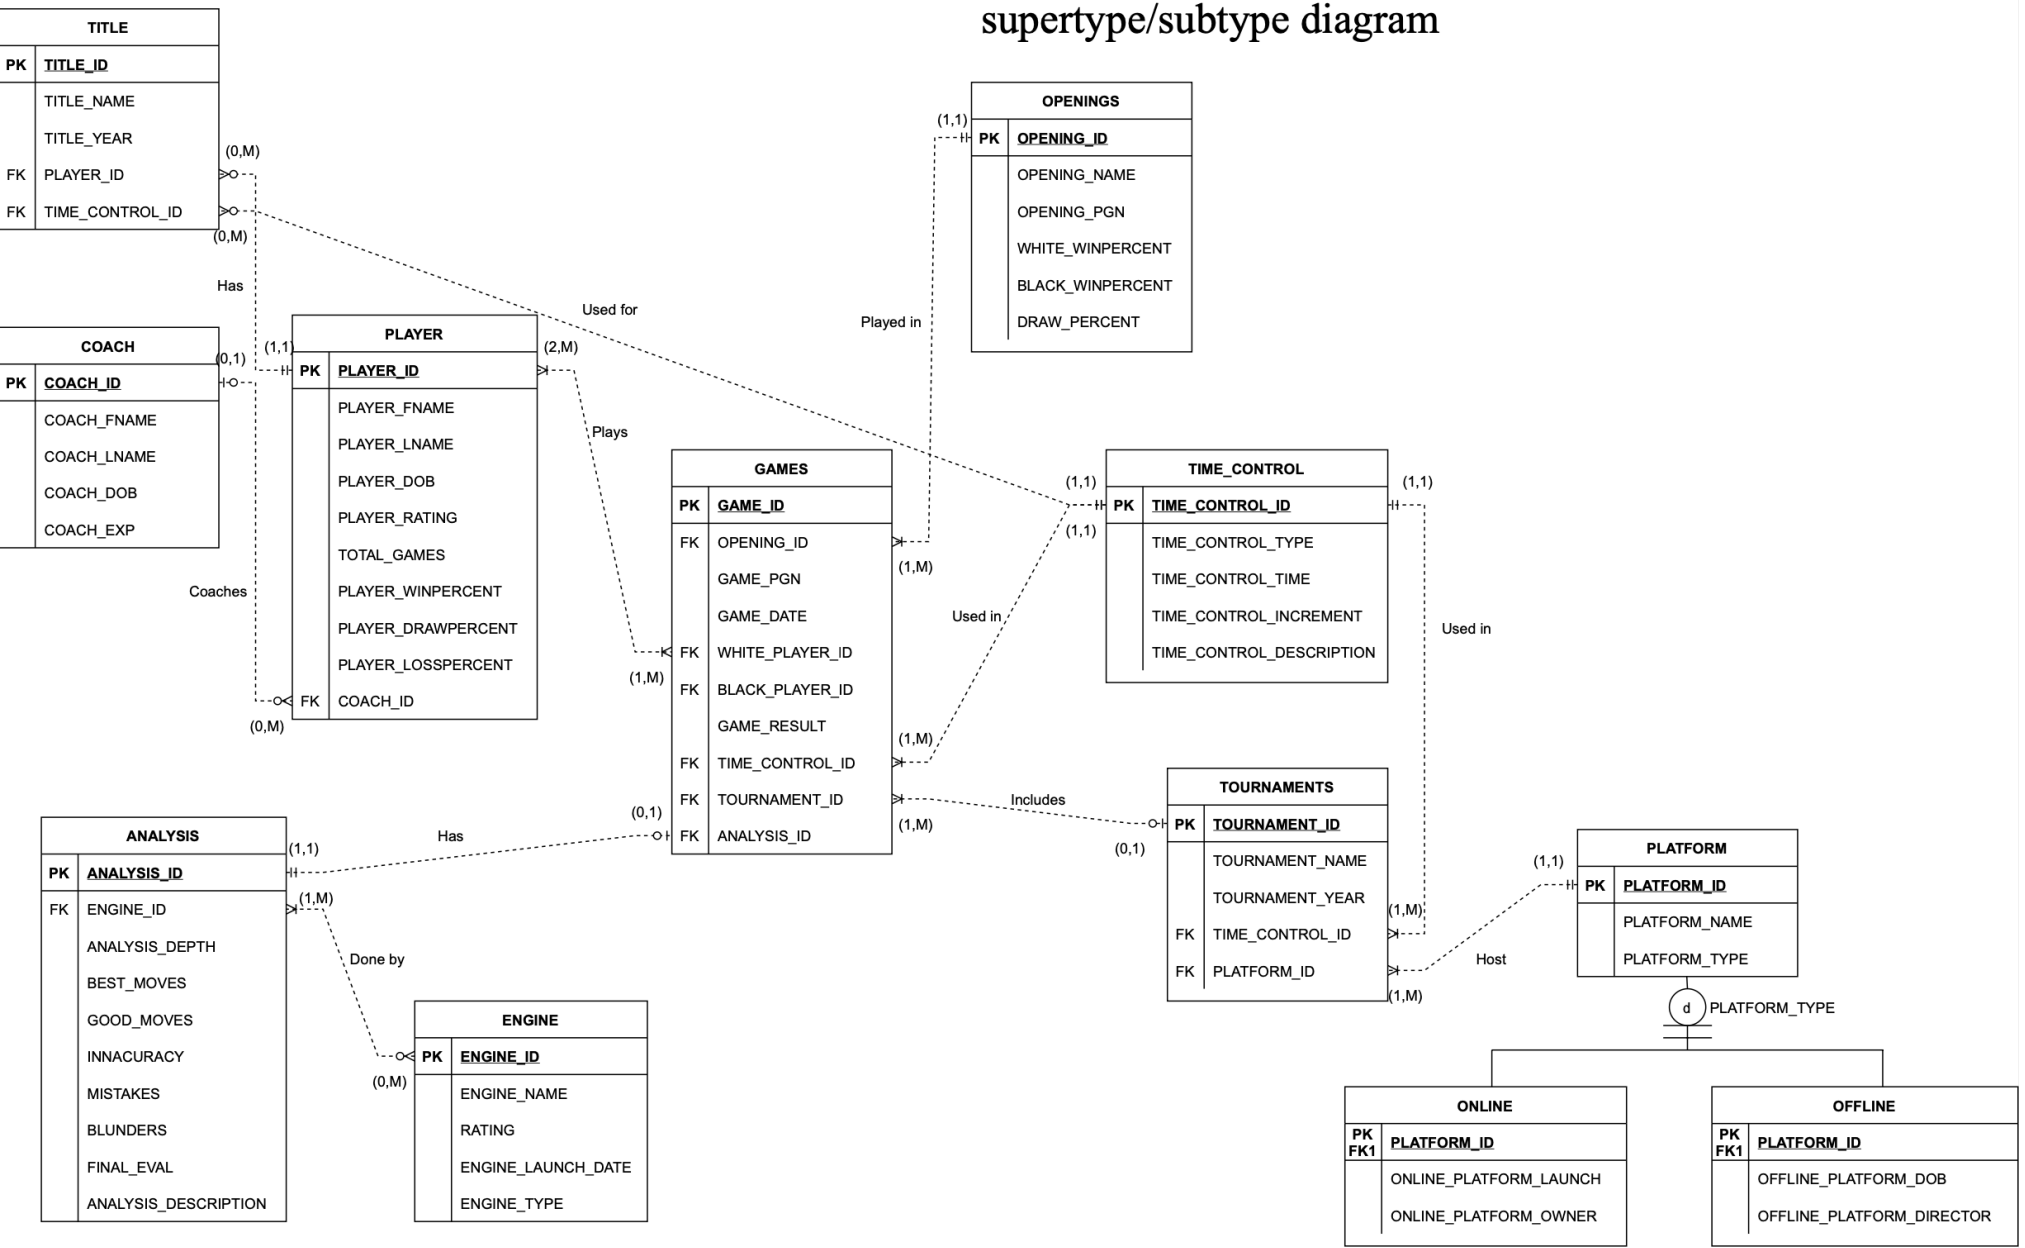 supertype/subtype diagram
TITLE
PK TITLE_ID
TITLE_NAME
TITLE_YEAR
FK PLAYER_ID
FK TIME_CONTROL_ID
(0,M)
(0,M)
Has
Used for
OPENINGS
(1,1)
PK OPENING_ID
OPENING_NAME
OPENING_PGN
WHITE_WINPERCENT
BLACK_WINPERCENT
DRAW_PERCENT
Played in
COACH
(0,1)
PK COACH_ID
COACH_FNAME
COACH_LNAME
COACH_DOB
COACH_EXP
Coaches
PLAYER
(1,1)
(2,M)
PK PLAYER_ID
PLAYER_FNAME
PLAYER_LNAME
PLAYER_DOB
PLAYER_RATING
TOTAL_GAMES
PLAYER_WINPERCENT
PLAYER_DRAWPERCENT
PLAYER_LOSSPERCENT
FK COACH_ID
(0,M)
Plays
GAMES
PK GAME_ID
FK OPENING_ID
(1,M)
GAME_PGN
GAME_DATE
FK WHITE_PLAYER_ID
(1,M)
FK BLACK_PLAYER_ID
GAME_RESULT
(1,M)
FK TIME_CONTROL_ID
FK TOURNAMENT_ID
(1,M)
(0,1)
FK ANALYSIS_ID
Used in
Includes
TIME_CONTROL
(1,1)
(1,1)
(1,1)
PK TIME_CONTROL_ID
TIME_CONTROL_TYPE
TIME_CONTROL_TIME
TIME_CONTROL_INCREMENT
TIME_CONTROL_DESCRIPTION
Used in
TOURNAMENTS
PK TOURNAMENT_ID
(0,1)
TOURNAMENT_NAME
TOURNAMENT_YEAR
(1,M)
FK TIME_CONTROL_ID
FK PLATFORM_ID
(1,M)
Host
PLATFORM
(1,1)
PK PLATFORM_ID
PLATFORM_NAME
PLATFORM_TYPE
d PLATFORM_TYPE
ANALYSIS
Has
(1,1)
PK ANALYSIS_ID
(1,M)
FK ENGINE_ID
ANALYSIS_DEPTH
BEST_MOVES
GOOD_MOVES
INNACURACY
MISTAKES
BLUNDERS
FINAL_EVAL
ANALYSIS_DESCRIPTION
Done by
ENGINE
PK ENGINE_ID
(0,M)
ENGINE_NAME
RATING
ENGINE_LAUNCH_DATE
ENGINE_TYPE
ONLINE
PK
FK1 PLATFORM_ID
ONLINE_PLATFORM_LAUNCH
ONLINE_PLATFORM_OWNER
OFFLINE
PK
FK1 PLATFORM_ID
OFFLINE_PLATFORM_DOB
OFFLINE_PLATFORM_DIRECTOR